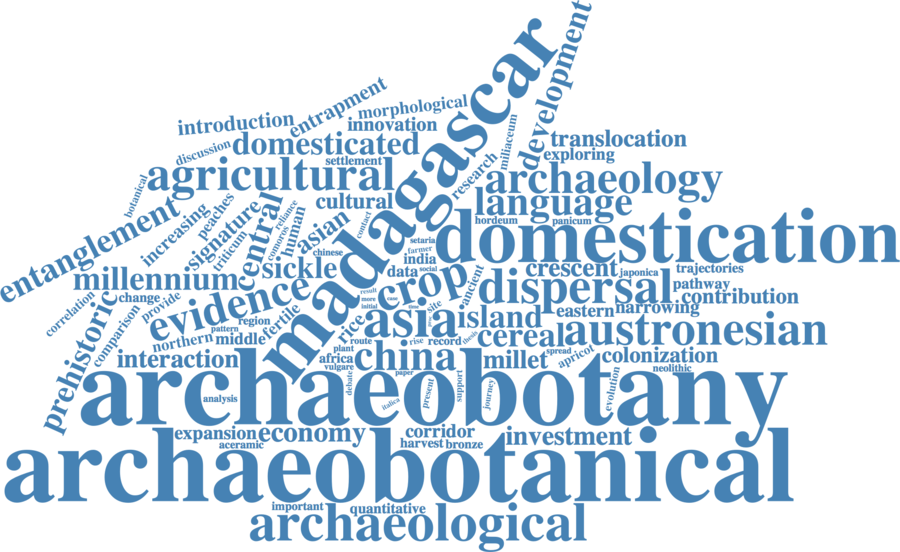 development
madagascar
entrapment
morphological
introduction
innovation
miliaceum
domesticated
translocation
discussion
settlement
exploring
research
agricultural
archaeology
botanical
cultural
language
peaches
reliance
hordeum
panicum
entanglement
increasing
signature
central
human
asian
contact
domestication
triticum
comoros
chinese
setaria
farmer
india
social
data
millennium
sickle
crop
ancient
crescent
japonica
trajectories
dispersal
pathway
contribution
correlation
change
provide
evidence
result
more
case
initial
time
site
eastern
narrowing
prehistoric
comparison
region
fertile
rice
asia
island
austronesian
pattern
northern
middle
route
rise
record
thesis
cereal
plant
interaction
africa
china
millet
spread
apricot
colonization
vulgare
paper
neolithic
archaeobotany
debate
present
support
journey
evolution
analysis
italica
expansion
economy
corridor
investment
aceramic
harvest
bronze
archaeobotanical
important
quantitative
archaeological